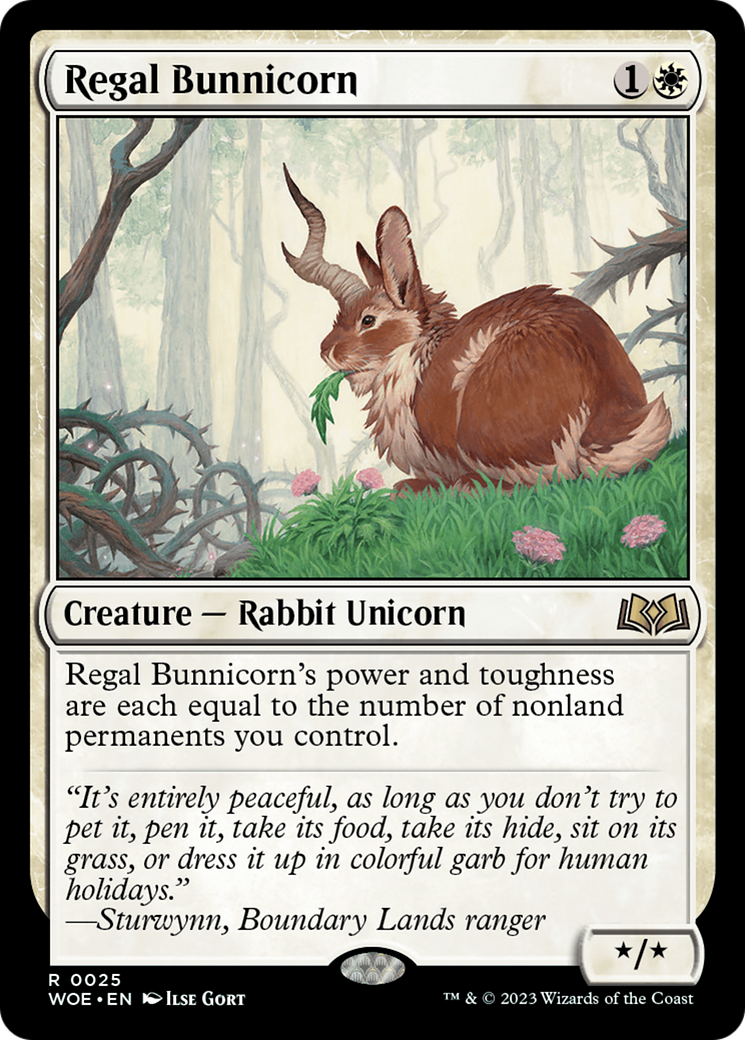 Regal Bunnicorn 1
Creature — Rabbit Unicorn
Regal Bunnicorn's power and toughness
are each equal to the number of nonland
permanents you control.
“It's entirely peaceful, as long as you don't try to
pet it, pen it, take its food, take its hide, sit on its
grass, or dress it up in colorful garb for human
holidays.”
—Sturwynn, Boundary Lands ranger
★/★
R 0025
WOE • EN Ilse Gort ™ & © 2023 Wizards of the Coast